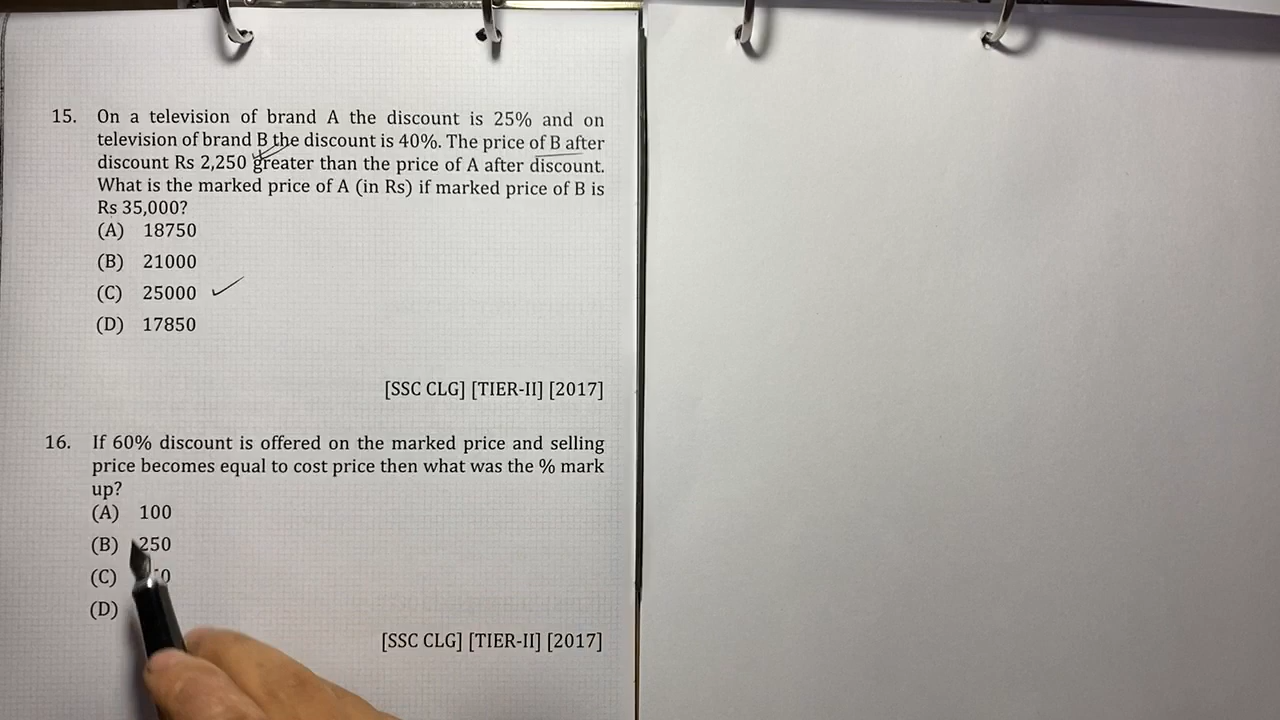 15. On a television of brand A the discount is 25% and on
television of brand B the discount is 40%. The price of B after
discount Rs 2,250 greater than the price of A after discount.
What is the marked price of A (in Rs) if marked price of B is
Rs 35,000?
(A) 18750
(B) 21000
(C) 25000
(D) 17850
[SSC CLG] [TIER-II] [2017]
16. If 60% discount is offered on the marked price and selling
price becomes equal to cost price then what was the % mark
up?
(A) 100
(B) 250
(C)
(D)
[SSC CLG] [TIER-II] [2017]